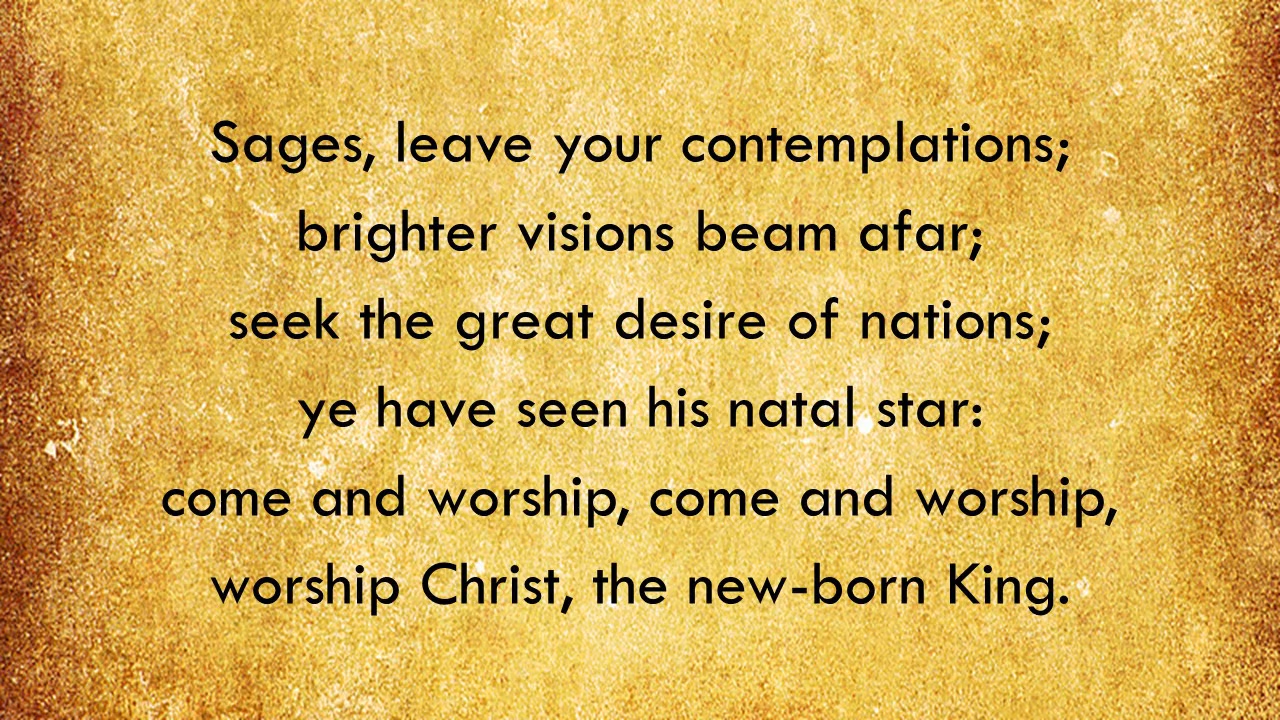 Sages, leave your contemplations;
brighter visions beam afar;
seek the great desire of nations;
ye have seen his natal star:
come and worship, come and worship,
worship Christ, the new-born King.